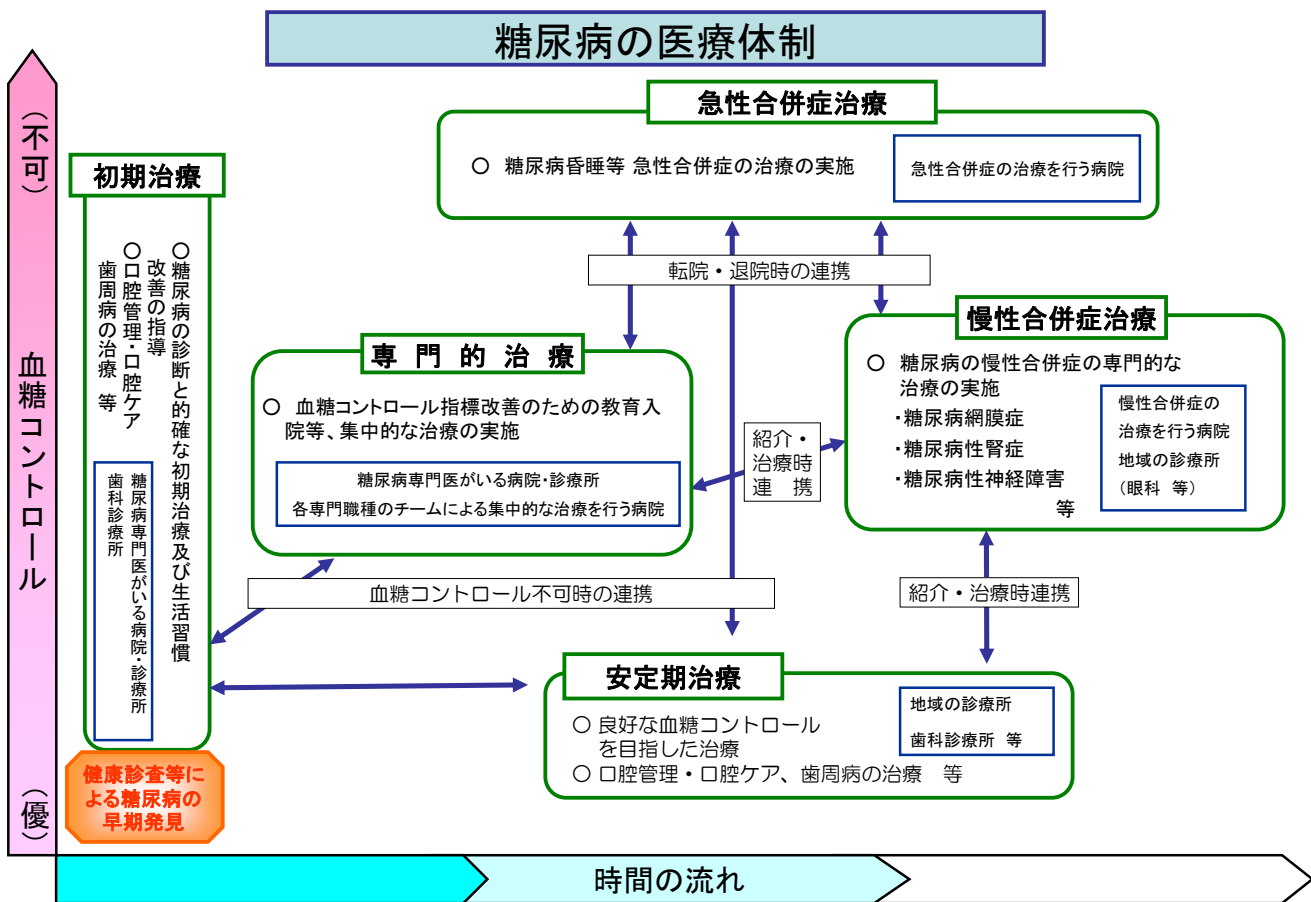 糖尿病の医療体制
(不可)
血糖コントロール
(優)
初期治療
○糖尿病の診断と的確な初期治療及び生活習慣
改善の指導
○口腔管理・口腔ケア
歯周病の治療 等
糖尿病専門医がいる病院・診療所
歯科診療所
健康診査等に
よる糖尿病の
早期発見
急性合併症治療
○ 糖尿病昏睡等 急性合併症の治療の実施
急性合併症の治療を行う病院
転院・退院時の連携
専門的治療
○ 血糖コントロール指標改善のための教育入
院等、集中的な治療の実施
糖尿病専門医がいる病院・診療所
各専門職種のチームによる集中的な治療を行う病院
紹介・
治療時
連 携
慢性合併症治療
○ 糖尿病の慢性合併症の専門的な
治療の実施
・糖尿病網膜症
・糖尿病性腎症
・糖尿病性神経障害
等
慢性合併症の
治療を行う病院
地域の診療所
(眼科 等)
血糖コントロール不可時の連携
紹介・治療時連携
安定期治療
○ 良好な血糖コントロール
を目指した治療
○ 口腔管理・口腔ケア、歯周病の治療 等
地域の診療所
歯科診療所 等
時間の流れ